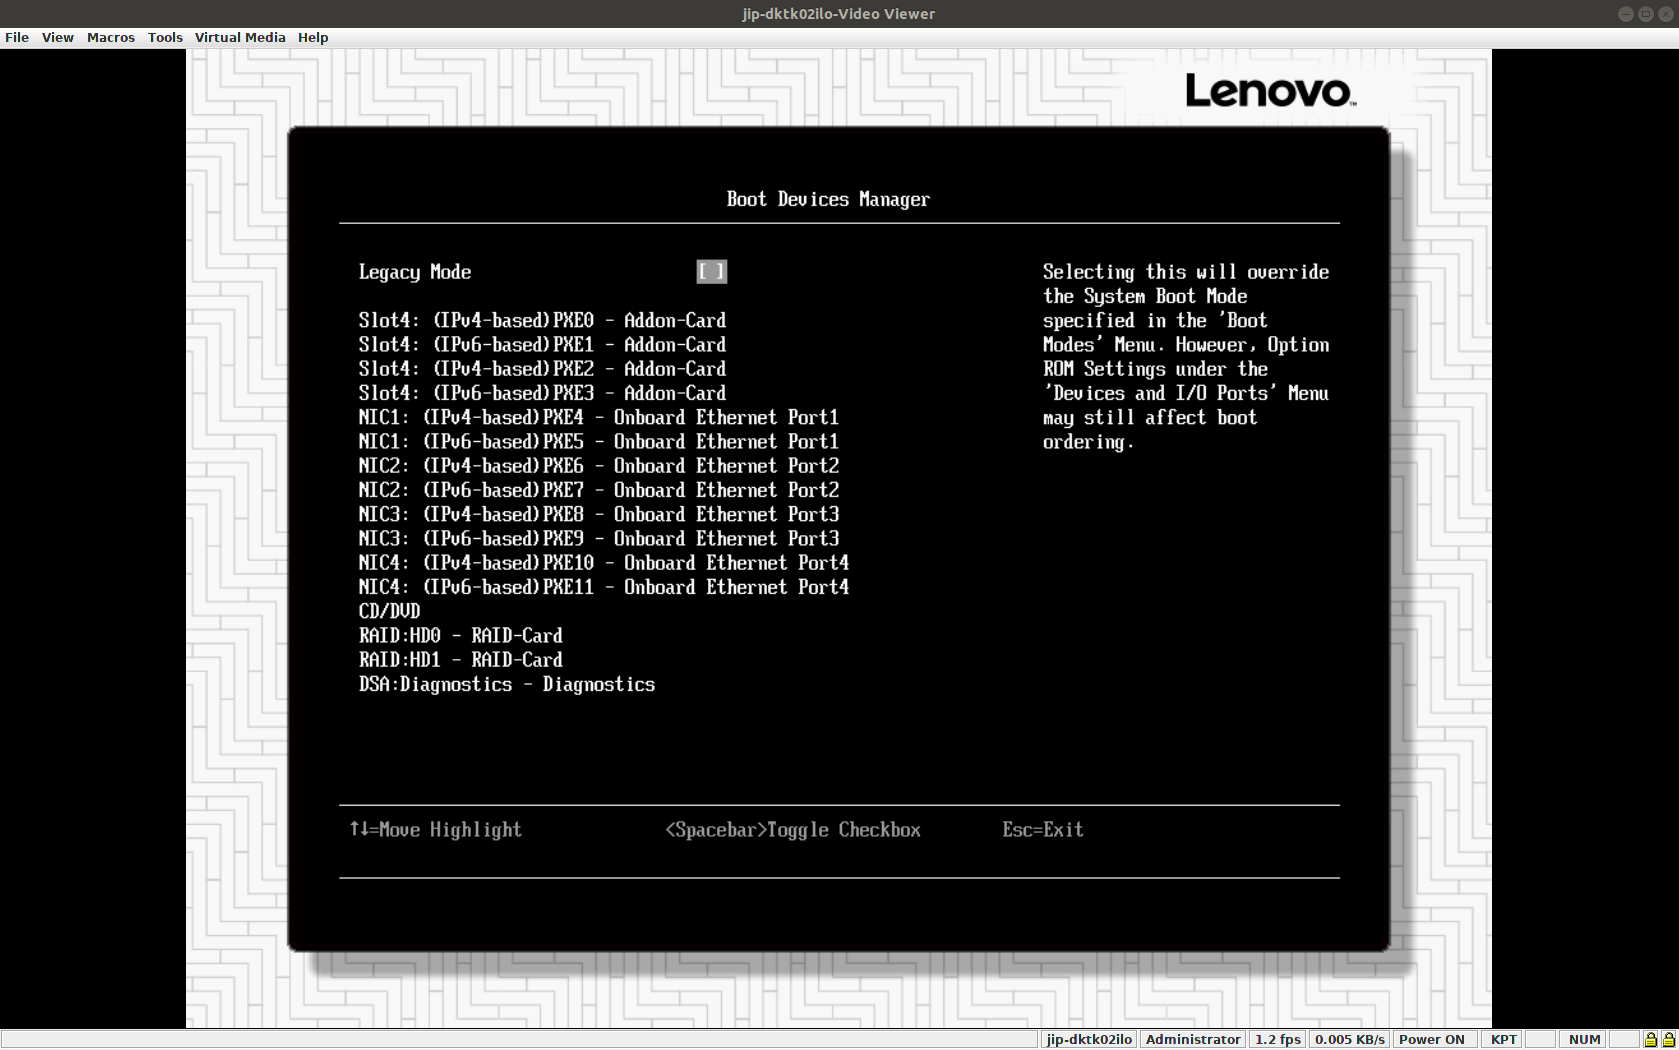 jip-dktk02ilo-Video Viewer
File View Macros Tools Virtual Media Help
Lenovo™
Boot Devices Manager
Legacy Mode [ ]
Slot4: (IPv4-based)PXE0 - Addon-Card
Slot4: (IPv6-based)PXE1 - Addon-Card
Slot4: (IPv4-based)PXE2 - Addon-Card
Slot4: (IPv6-based)PXE3 - Addon-Card
NIC1: (IPv4-based)PXE4 - Onboard Ethernet Port1
NIC1: (IPv6-based)PXE5 - Onboard Ethernet Port1
NIC2: (IPv4-based)PXE6 - Onboard Ethernet Port2
NIC2: (IPv6-based)PXE7 - Onboard Ethernet Port2
NIC3: (IPv4-based)PXE8 - Onboard Ethernet Port3
NIC3: (IPv6-based)PXE9 - Onboard Ethernet Port3
NIC4: (IPv4-based)PXE10 - Onboard Ethernet Port4
NIC4: (IPv6-based)PXE11 - Onboard Ethernet Port4
CD/DVD
RAID:HD0 - RAID-Card
RAID:HD1 - RAID-Card
DSA:Diagnostics - Diagnostics
Selecting this will override
the System Boot Mode
specified in the 'Boot
Modes' Menu. However, Option
ROM Settings under the
'Devices and I/O Ports' Menu
may still affect boot
ordering.
↑↓=Move Highlight <Spacebar>Toggle Checkbox Esc=Exit
jip-dktk02ilo Administrator 1.2 fps 0.005 KB/s Power ON KPT NUM